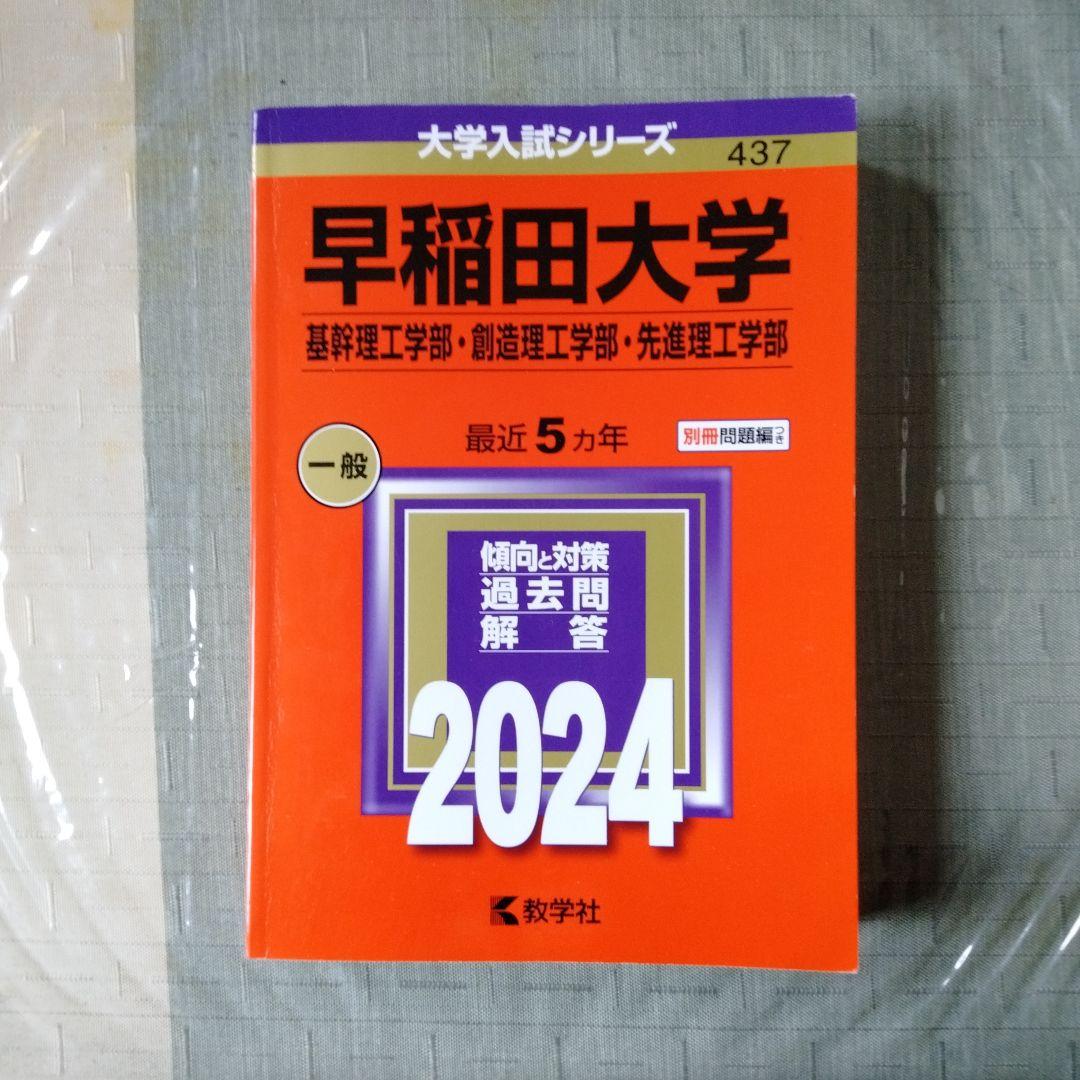 大学入試シリーズ
437
早稲田大学
基幹理工学部・創造理工学部・先進理工学部
最近5カ年
別冊問題編つき
一般
傾向と対策
過去問
解答
2024
教学社